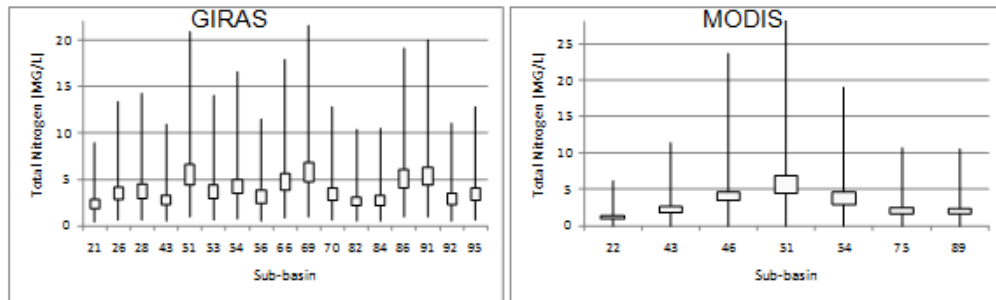 GIRAS
Total Nitrogen [MG/L]
20
15
10
5
0
21 26 28 43 51 53 54 56 66 69 70 82 84 86 91 92 95
Sub-basin
MODIS
Total Nitrogen [MG/L]
25
20
15
10
5
0
22 43 46 51 54 75 89
Sub-basin